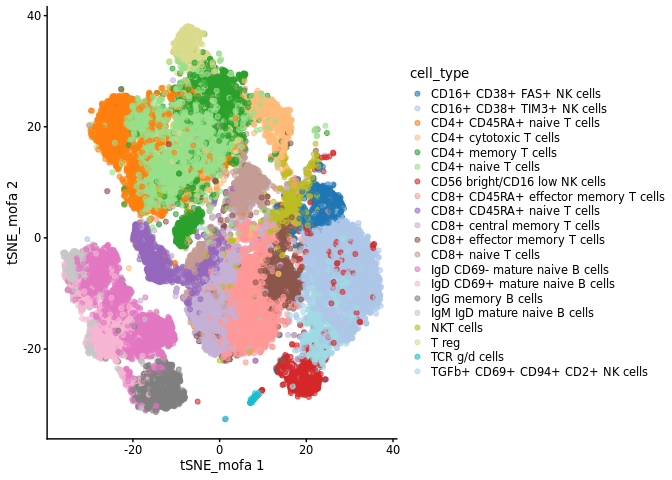 40
20
0
-20
tSNE_mofa 2
-20
0
20
40
tSNE_mofa 1
cell_type
CD16+ CD38+ FAS+ NK cells
CD16+ CD38+ TIM3+ NK cells
CD4+ CD45RA+ naive T cells
CD4+ cytotoxic T cells
CD4+ memory T cells
CD4+ naive T cells
CD56 bright/CD16 low NK cells
CD8+ CD45RA+ effector memory T cells
CD8+ CD45RA+ naive T cells
CD8+ central memory T cells
CD8+ effector memory T cells
CD8+ naive T cells
IgD CD69- mature naive B cells
IgD CD69+ mature naive B cells
IgG memory B cells
IgM IgD mature naive B cells
NKT cells
T reg
TCR g/d cells
TGFb+ CD69+ CD94+ CD2+ NK cells